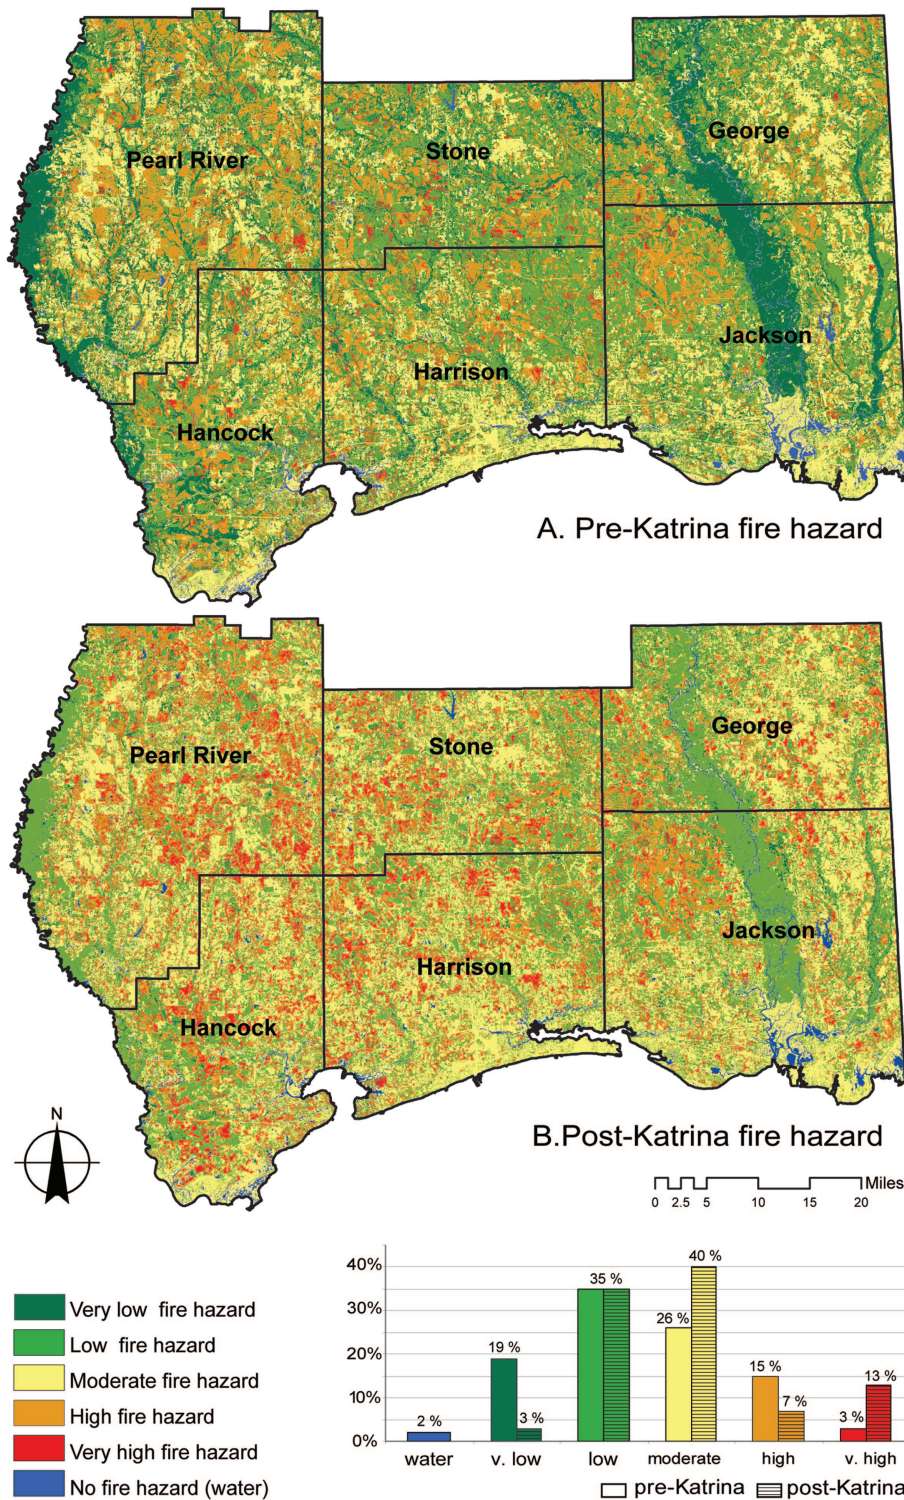 Pearl River
Stone
George
Jackson
Harrison
Hancock
A. Pre-Katrina fire hazard
Pearl River
Stone
George
Jackson
Harrison
Hancock
B.Post-Katrina fire hazard
N
Miles
0 2.5 5 10 15 20
Very low fire hazard
Low fire hazard
Moderate fire hazard
High fire hazard
Very high fire hazard
No fire hazard (water)
40%
30%
20%
10%
0%
2 %
19 %
3 %
35 %
26 %
40 %
15 %
7 %
3 %
13 %
water v. low low moderate high v. high
pre-Katrina post-Katrina